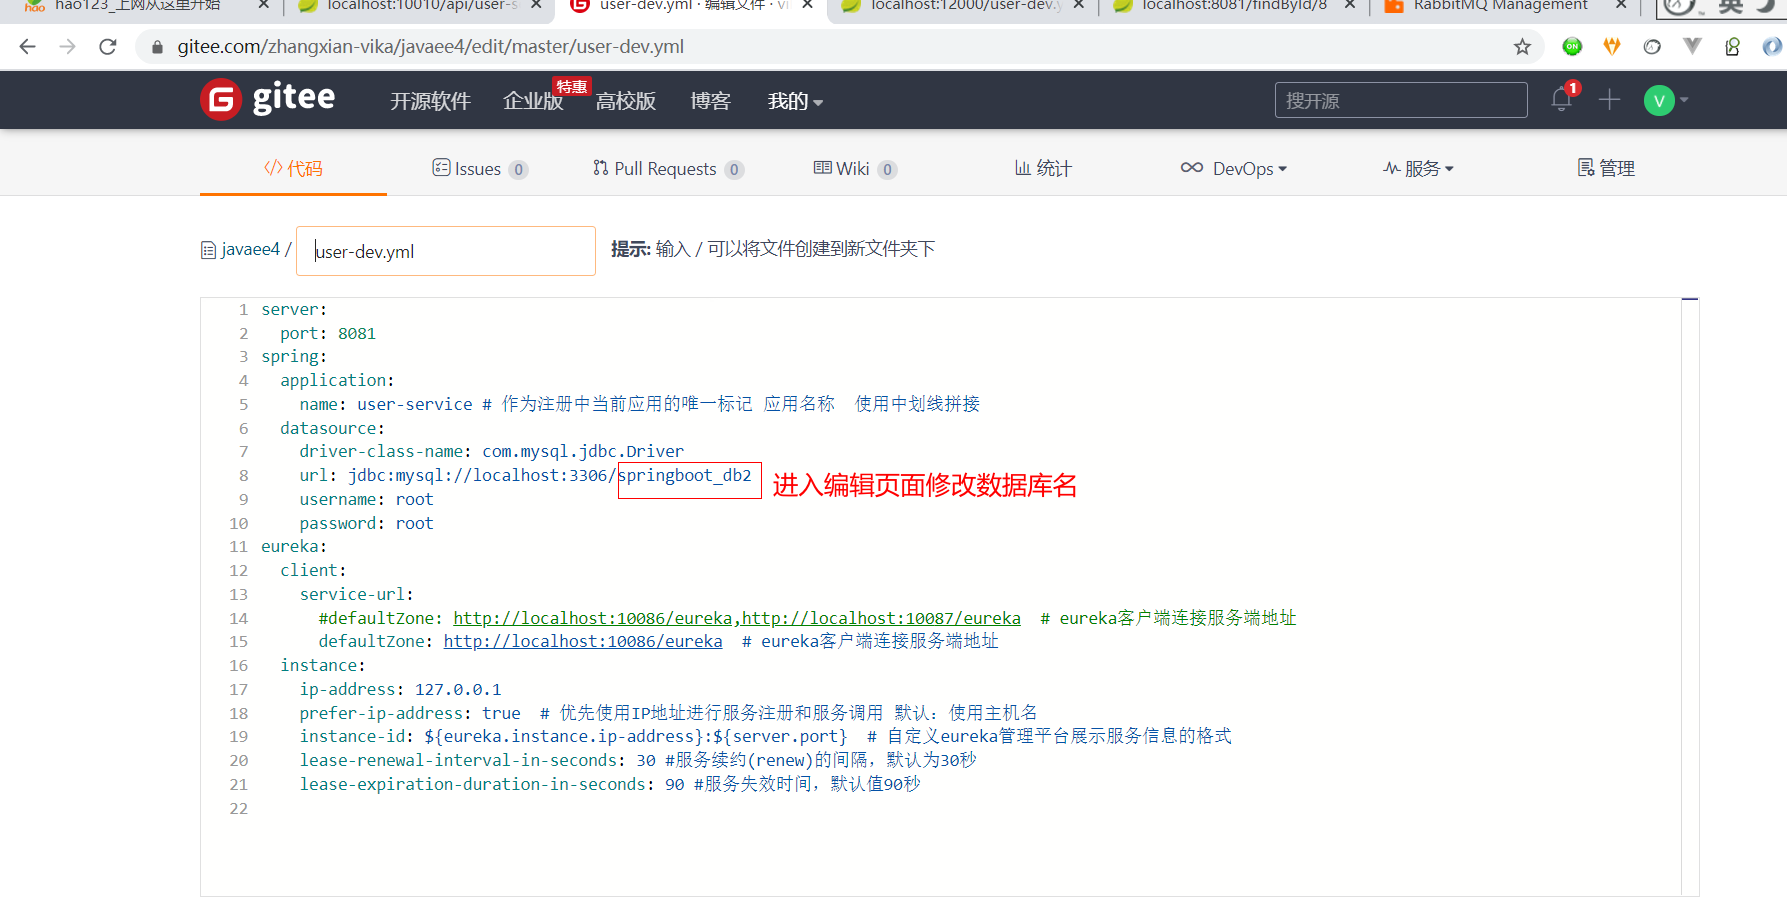 hao123_上网从这里开始
localhost:10010/api/user-s
user-dev.yml · 编辑文件 · vi
localhost:12000/user-dev.y
localhost:8081/findById/8
RabbitMQ Management
英
gitee.com/zhangxian-vika/javaee4/edit/master/user-dev.yml
ON
gitee
开源软件
企业版
特惠
高校版
博客
我的
搜开源
1
V
代码
Issues 0
Pull Requests 0
Wiki 0
统计
DevOps
服务
管理
javaee4 / user-dev.yml
提示: 输入 / 可以将文件创建到新文件夹下
1 server:
2   port: 8081
3 spring:
4   application:
5     name: user-service # 作为注册中当前应用的唯一标记 应用名称  使用中划线拼接
6   datasource:
7     driver-class-name: com.mysql.jdbc.Driver
8     url: jdbc:mysql://localhost:3306/springboot_db2 进入编辑页面修改数据库名
9     username: root
10     password: root
11 eureka:
12   client:
13     service-url:
14       #defaultZone: http://localhost:10086/eureka,http://localhost:10087/eureka  # eureka客户端连接服务端地址
15       defaultZone: http://localhost:10086/eureka  # eureka客户端连接服务端地址
16   instance:
17     ip-address: 127.0.0.1
18     prefer-ip-address: true  # 优先使用IP地址进行服务注册和服务调用 默认: 使用主机名
19     instance-id: ${eureka.instance.ip-address}:${server.port}  # 自定义eureka管理平台展示服务信息的格式
20     lease-renewal-interval-in-seconds: 30 #服务续约(renew)的间隔，默认为30秒
21     lease-expiration-duration-in-seconds: 90 #服务失效时间，默认值90秒
22